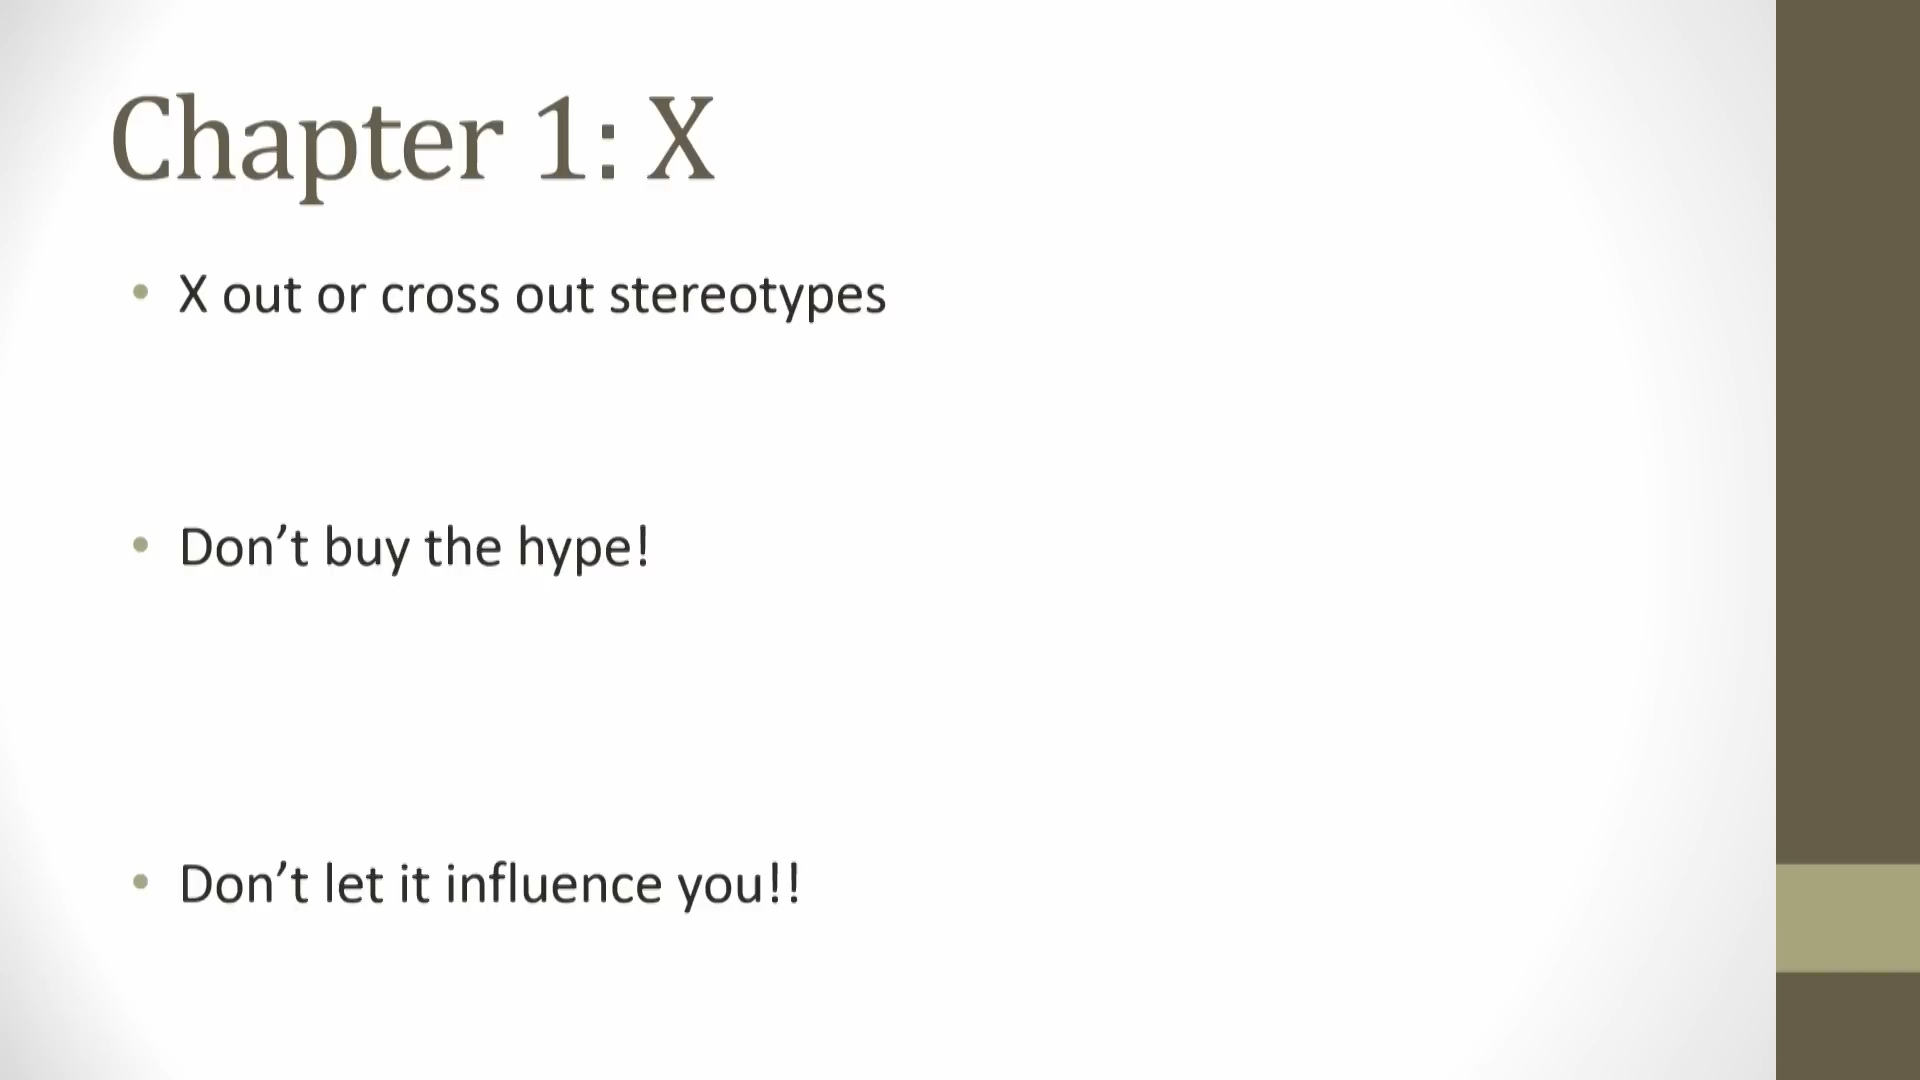 Chapter 1: X
• X out or cross out stereotypes
• Don’t buy the hype!
• Don’t let it influence you!!